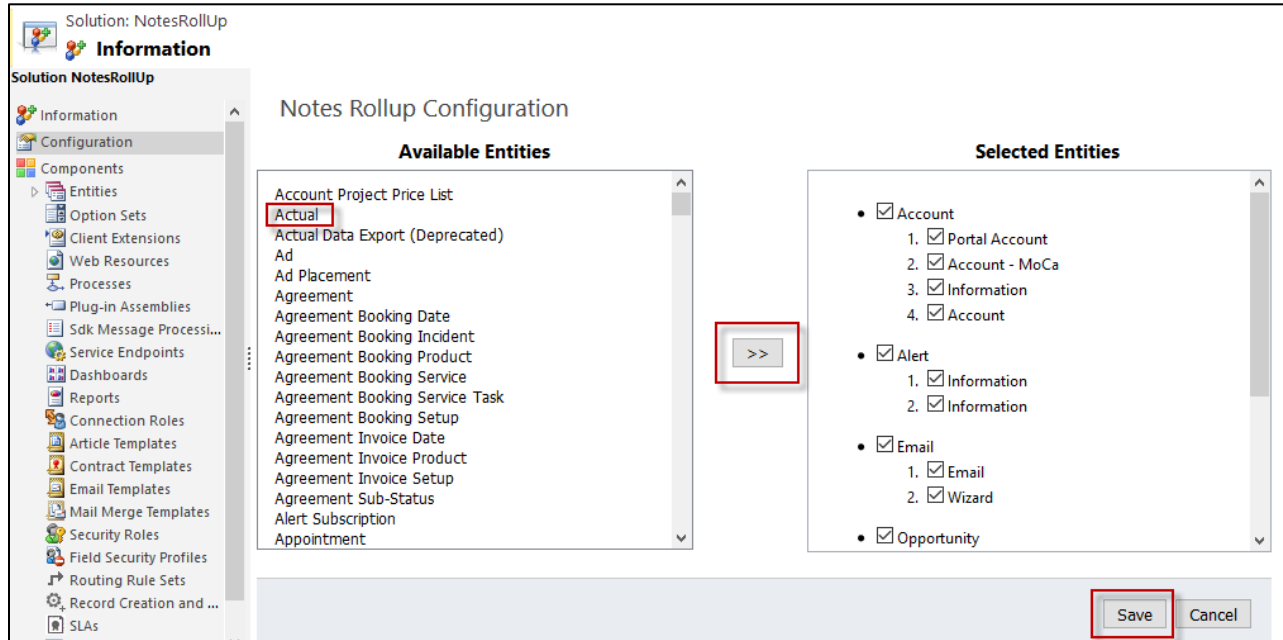 Solution: NotesRollUp
Information
Solution NotesRollUp
Information
Configuration
Components
Entities
Option Sets
Client Extensions
Web Resources
Processes
Plug-in Assemblies
Sdk Message Processi...
Service Endpoints
Dashboards
Reports
Connection Roles
Article Templates
Contract Templates
Email Templates
Mail Merge Templates
Security Roles
Field Security Profiles
Routing Rule Sets
Record Creation and ...
SLAs
Notes Rollup Configuration
Available Entities
Account Project Price List
Actual
Actual Data Export (Deprecated)
Ad
Ad Placement
Agreement
Agreement Booking Date
Agreement Booking Incident
Agreement Booking Product
Agreement Booking Service
Agreement Booking Service Task
Agreement Booking Setup
Agreement Invoice Date
Agreement Invoice Product
Agreement Invoice Setup
Agreement Sub-Status
Alert Subscription
Appointment
>>
Selected Entities
• Account
1. Portal Account
2. Account - MoCa
3. Information
4. Account
• Alert
1. Information
2. Information
• Email
1. Email
2. Wizard
• Opportunity
Save Cancel